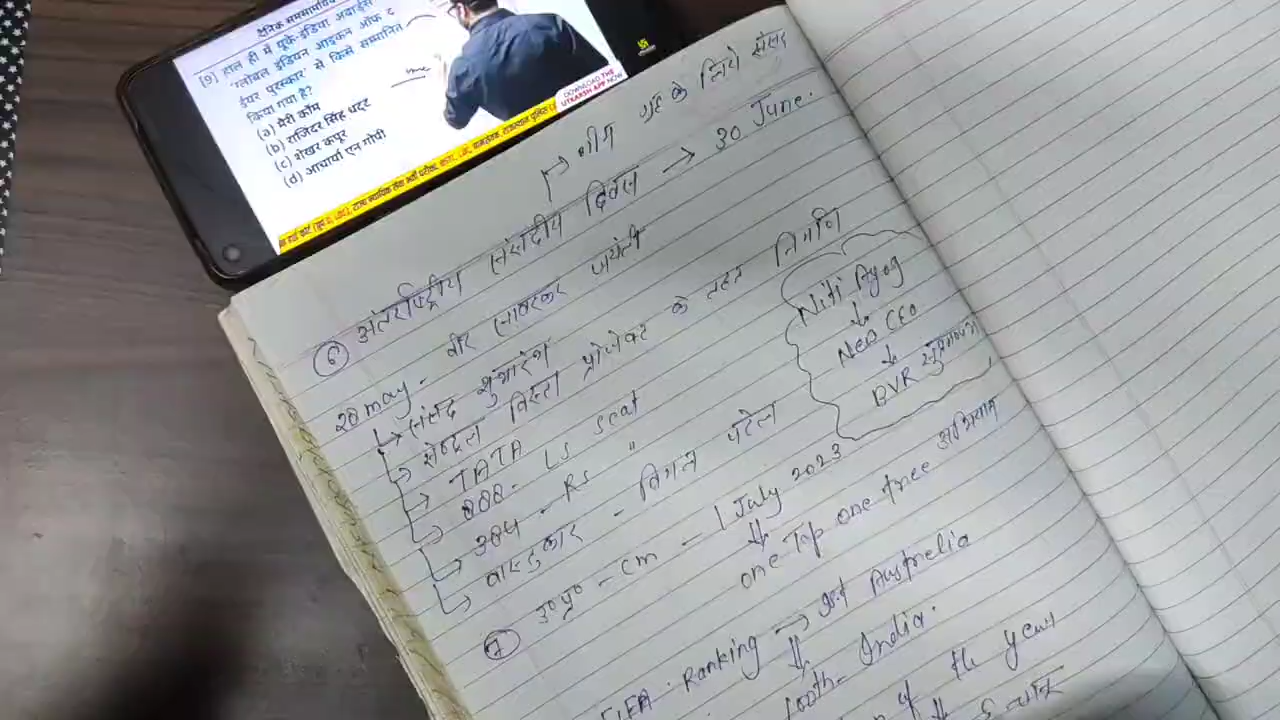 दैनिक समसामयिक
(9) हाल ही में यूके-इंडिया अवार्ड्स
'ग्लोबल इंडियन आइकन ऑफ द
ईयर पुरस्कार' से किसे सम्मानित
किया गया है?
(a) मैरी कॉम
(b) राजिंदर सिंह धट्ट
(c) शेखर कपूर
(d) आचार्या एन गोपी
DOWNLOAD THE
UTKARSH APP NOW
→ थीम ग्रह के लिये संसद
⑥ अंतर्राष्ट्रीय संसदीय दिवस → 30 June.
28 may - वीर सावरकर जयंती
→ संसद शुभारंभ
→ सेन्ट्रल विस्टा प्रोजेक्ट के तहत निर्माण
→ TATA
→ 888 - LS seat
→ 384 - RS "
→ वास्तुकार - विमल पटेल
Niti Ayog
↓
New CEO
↓
BVR सुब्रमण्यम
⑦ उ०प्र० - cm - 1 July 2023
↓
one Tap one tree अभियान
Ranking → 1st Australia
100th - India.
of the year